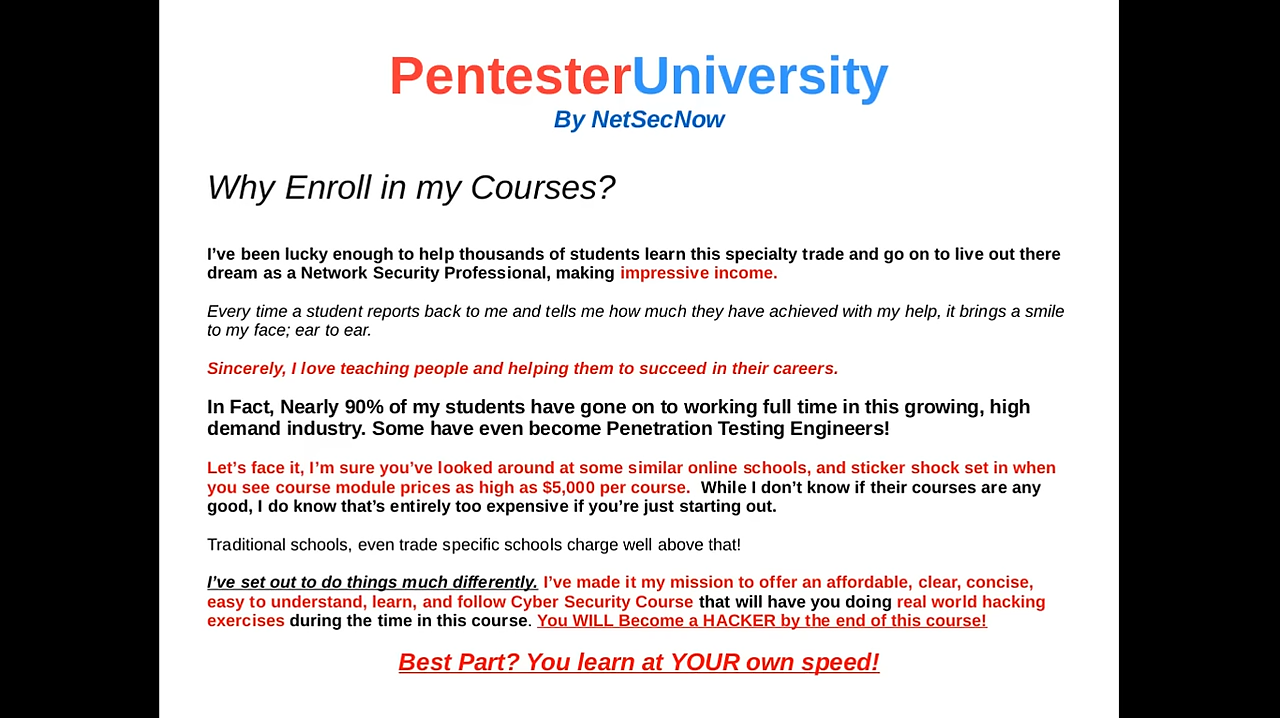 PentesterUniversity
By NetSecNow
Why Enroll in my Courses?
I've been lucky enough to help thousands of students learn this specialty trade and go on to live out there
dream as a Network Security Professional, making impressive income.
Every time a student reports back to me and tells me how much they have achieved with my help, it brings a smile
to my face; ear to ear.
Sincerely, I love teaching people and helping them to succeed in their careers.
In Fact, Nearly 90% of my students have gone on to working full time in this growing, high
demand industry. Some have even become Penetration Testing Engineers!
Let's face it, I'm sure you've looked around at some similar online schools, and sticker shock set in when
you see course module prices as high as $5,000 per course.  While I don't know if their courses are any
good, I do know that's entirely too expensive if you're just starting out.
Traditional schools, even trade specific schools charge well above that!
I've set out to do things much differently. I've made it my mission to offer an affordable, clear, concise,
easy to understand, learn, and follow Cyber Security Course that will have you doing real world hacking
exercises during the time in this course. You WILL Become a HACKER by the end of this course!
Best Part? You learn at YOUR own speed!